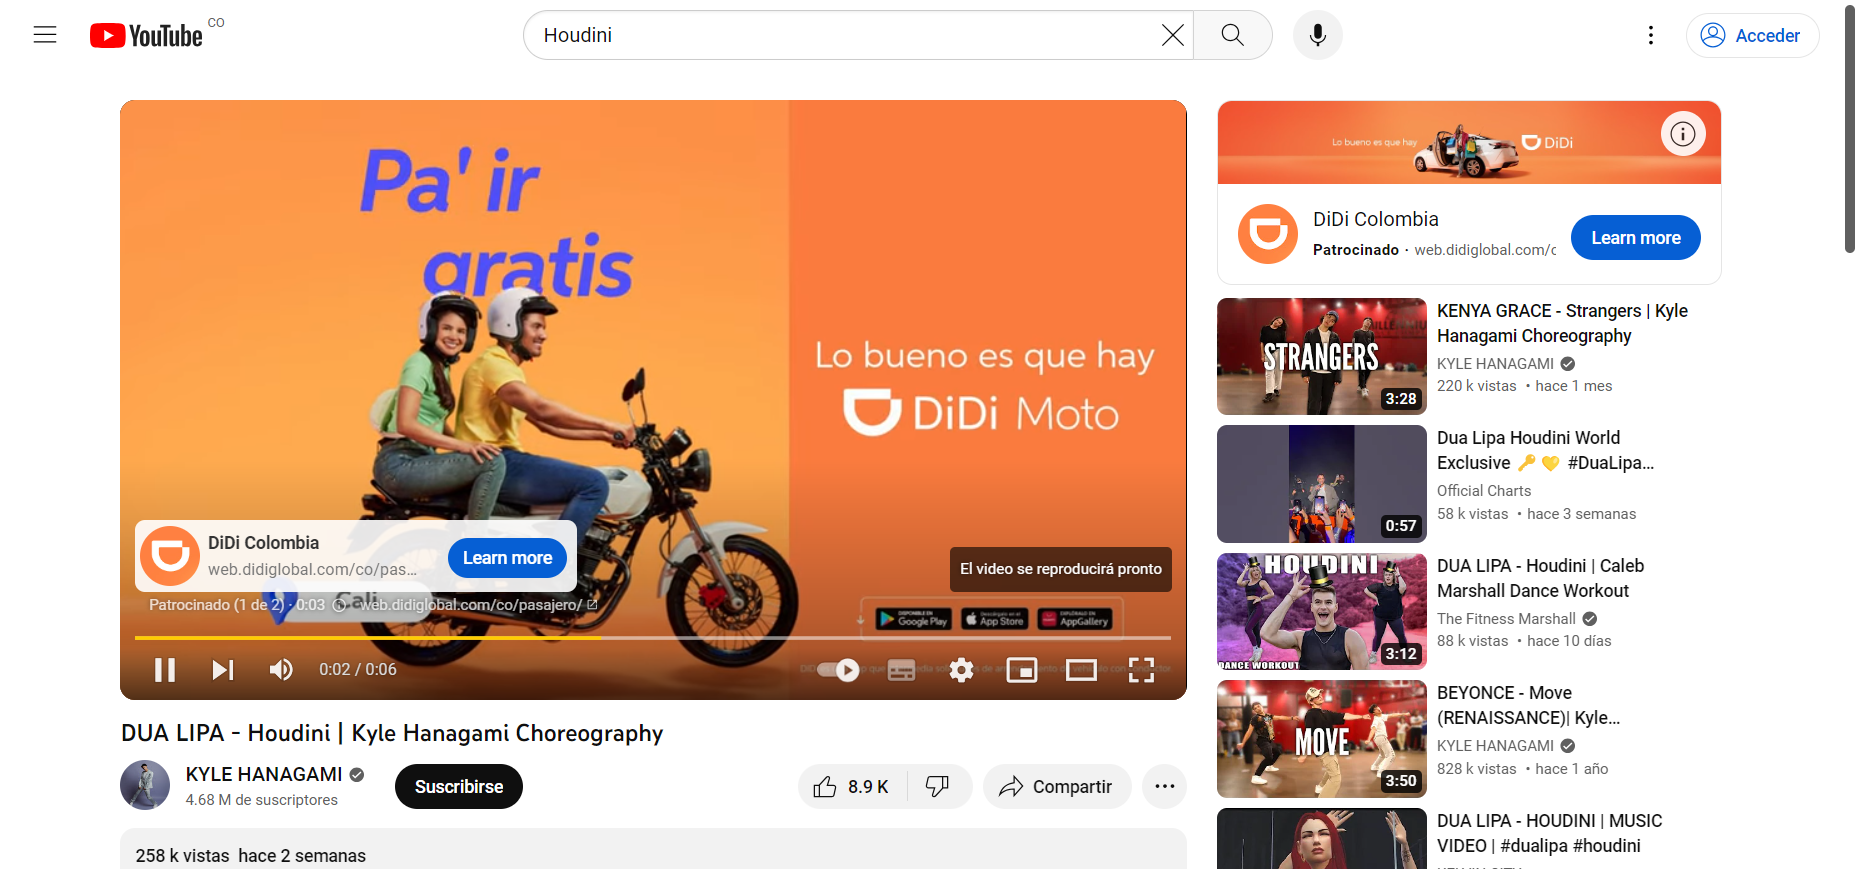 YouTube CO
Houdini
Acceder
Pa' ir
gratis
Lo bueno es que hay
DiDi Moto
DiDi Colombia
web.didiglobal.com/co/pas...
Learn more
El video se reproducirá pronto
Patrocinado (1 de 2) · 0:03
web.didiglobal.com/co/pasajero/
Cali
DISPONIBLE EN
Google Play
Descárgalo en el
App Store
EXPLÓRALO EN
AppGallery
0:02 / 0:06
DUA LIPA - Houdini | Kyle Hanagami Choreography
KYLE HANAGAMI
4.68 M de suscriptores
Suscribirse
8.9 K
Compartir
258 k vistas hace 2 semanas
Lo bueno es que hay
DiDi
DiDi Colombia
Patrocinado · web.didiglobal.com/c
Learn more
STRANGERS
3:28
KENYA GRACE - Strangers | Kyle
Hanagami Choreography
KYLE HANAGAMI
220 k vistas • hace 1 mes
0:57
Dua Lipa Houdini World
Exclusive 🔑 💛 #DuaLipa...
Official Charts
58 k vistas • hace 3 semanas
HOUDINI
DANCE WORKOUT
3:12
DUA LIPA - Houdini | Caleb
Marshall Dance Workout
The Fitness Marshall
88 k vistas • hace 10 días
MOVE
3:50
BEYONCE - Move
(RENAISSANCE)| Kyle...
KYLE HANAGAMI
828 k vistas • hace 1 año
DUA LIPA - HOUDINI | MUSIC
VIDEO | #dualipa #houdini